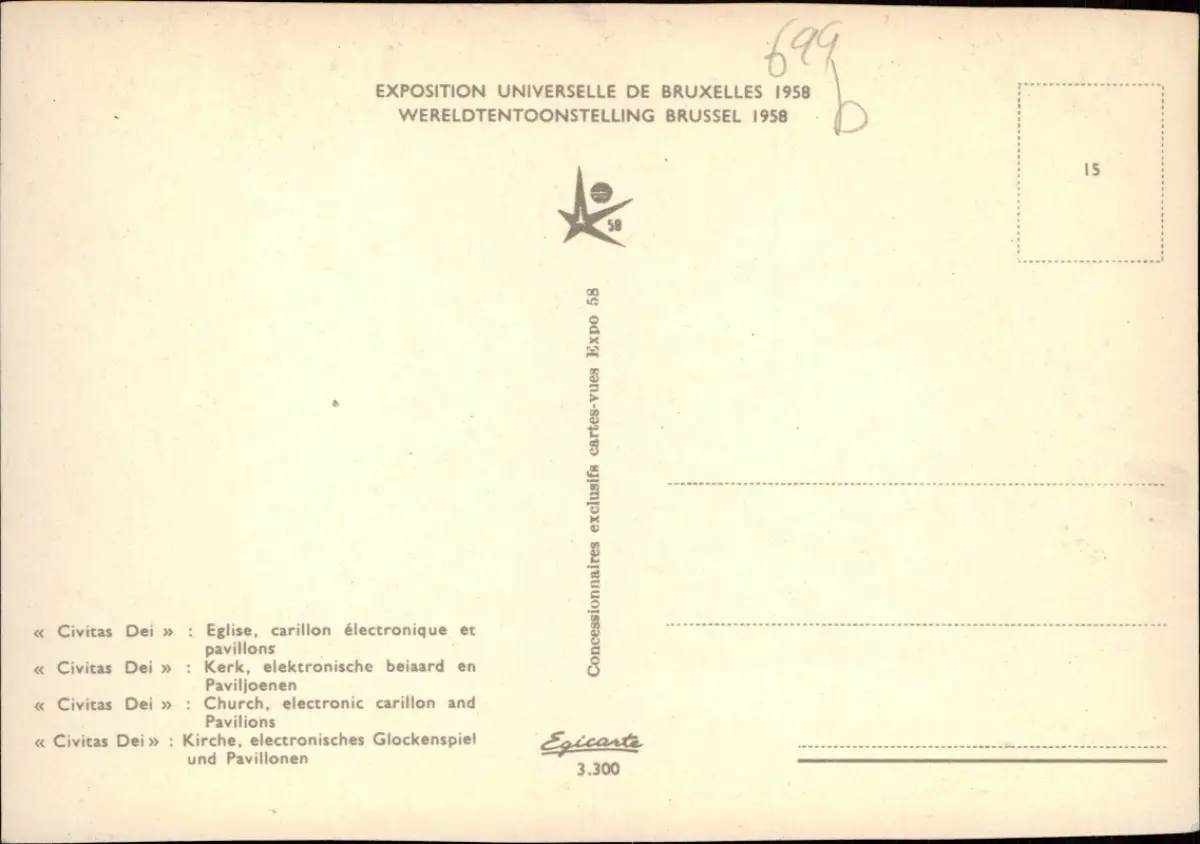 699
b
EXPOSITION UNIVERSELLE DE BRUXELLES 1958
WERELDTENTOONSTELLING BRUSSEL 1958
15
58
Concessionnaires exclusifs cartes-vues Expo 58
« Civitas Dei » : Eglise, carillon électronique et
pavillons
« Civitas Dei » : Kerk, elektronische beiaard en
Paviljoenen
« Civitas Dei » : Church, electronic carillon and
Pavilions
« Civitas Dei » : Kirche, electronisches Glockenspiel
und Pavillonen
Egicarte
3.300